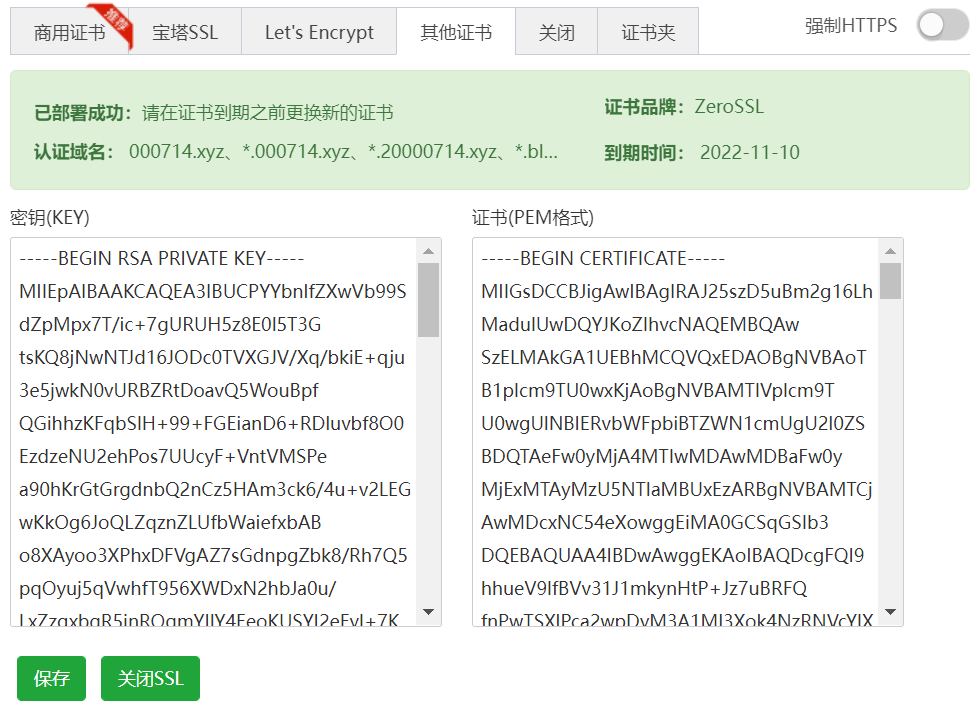 商用证书 推荐 宝塔SSL Let's Encrypt 其他证书 关闭 证书夹 强制HTTPS
已部署成功：请在证书到期之前更换新的证书 证书品牌：ZeroSSL
认证域名： 000714.xyz、*.000714.xyz、*.20000714.xyz、*.bl... 到期时间： 2022-11-10
密钥(KEY) 证书(PEM格式)
-----BEGIN RSA PRIVATE KEY-----
MIIEpAIBAAKCAQEA3IBUCPYYbnIfZXwVb99S
dZpMpx7T/ic+7gURUH5z8E0I5T3G
tsKQ8jNwNTJd16JODc0TVXGJV/Xq/bkiE+qju
3e5jwkN0vURBZRtDoavQ5WouBpf
QGihhzKFqbSIH+99+FGEianD6+RDluvbf8O0
EzdzeNU2ehPos7UUcyF+VntVMSPe
a90hKrGtGrgdnbQ2nCz5HAm3ck6/4u+v2LEG
wKkOg6JoQLZqznZLUfbWaiefxbAB
o8XAyoo3XPhxDFVgAZ7sGdnpgZbk8/Rh7Q5
pqOyuj5qVwhfT956XWDxN2hbJa0u/
-----BEGIN CERTIFICATE-----
MIIGsDCCBJigAwIBAgIRAJ25szD5uBm2g16Lh
MaduIUwDQYJKoZIhvcNAQEMBQAw
SzELMAkGA1UEBhMCQVQxEDAOBgNVBAoT
B1plcm9TU0wxKjAoBgNVBAMTIVplcm9T
U0wgUlNBIERvbWFpbiBTZWN1cmUgU2l0ZS
BDQTAeFw0yMjA4MTIwMDAwMDBaFw0y
MjExMTAyMzU5NTlaMBUxEzARBgNVBAMTCj
AwMDcxNC54eXowggEiMA0GCSqGSIb3
DQEBAQUAA4IBDwAwggEKAoIBAQDcgFQI9
hhueV9lfBVv31J1mkynHtP+Jz7uBRFQ
保存 关闭SSL